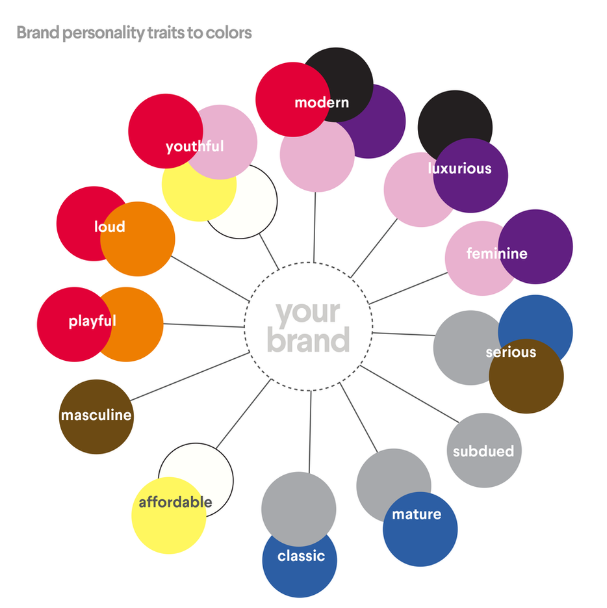 Brand personality traits to colors
modern
youthful
luxurious
loud
feminine
your
brand
playful
serious
masculine
subdued
affordable
mature
classic